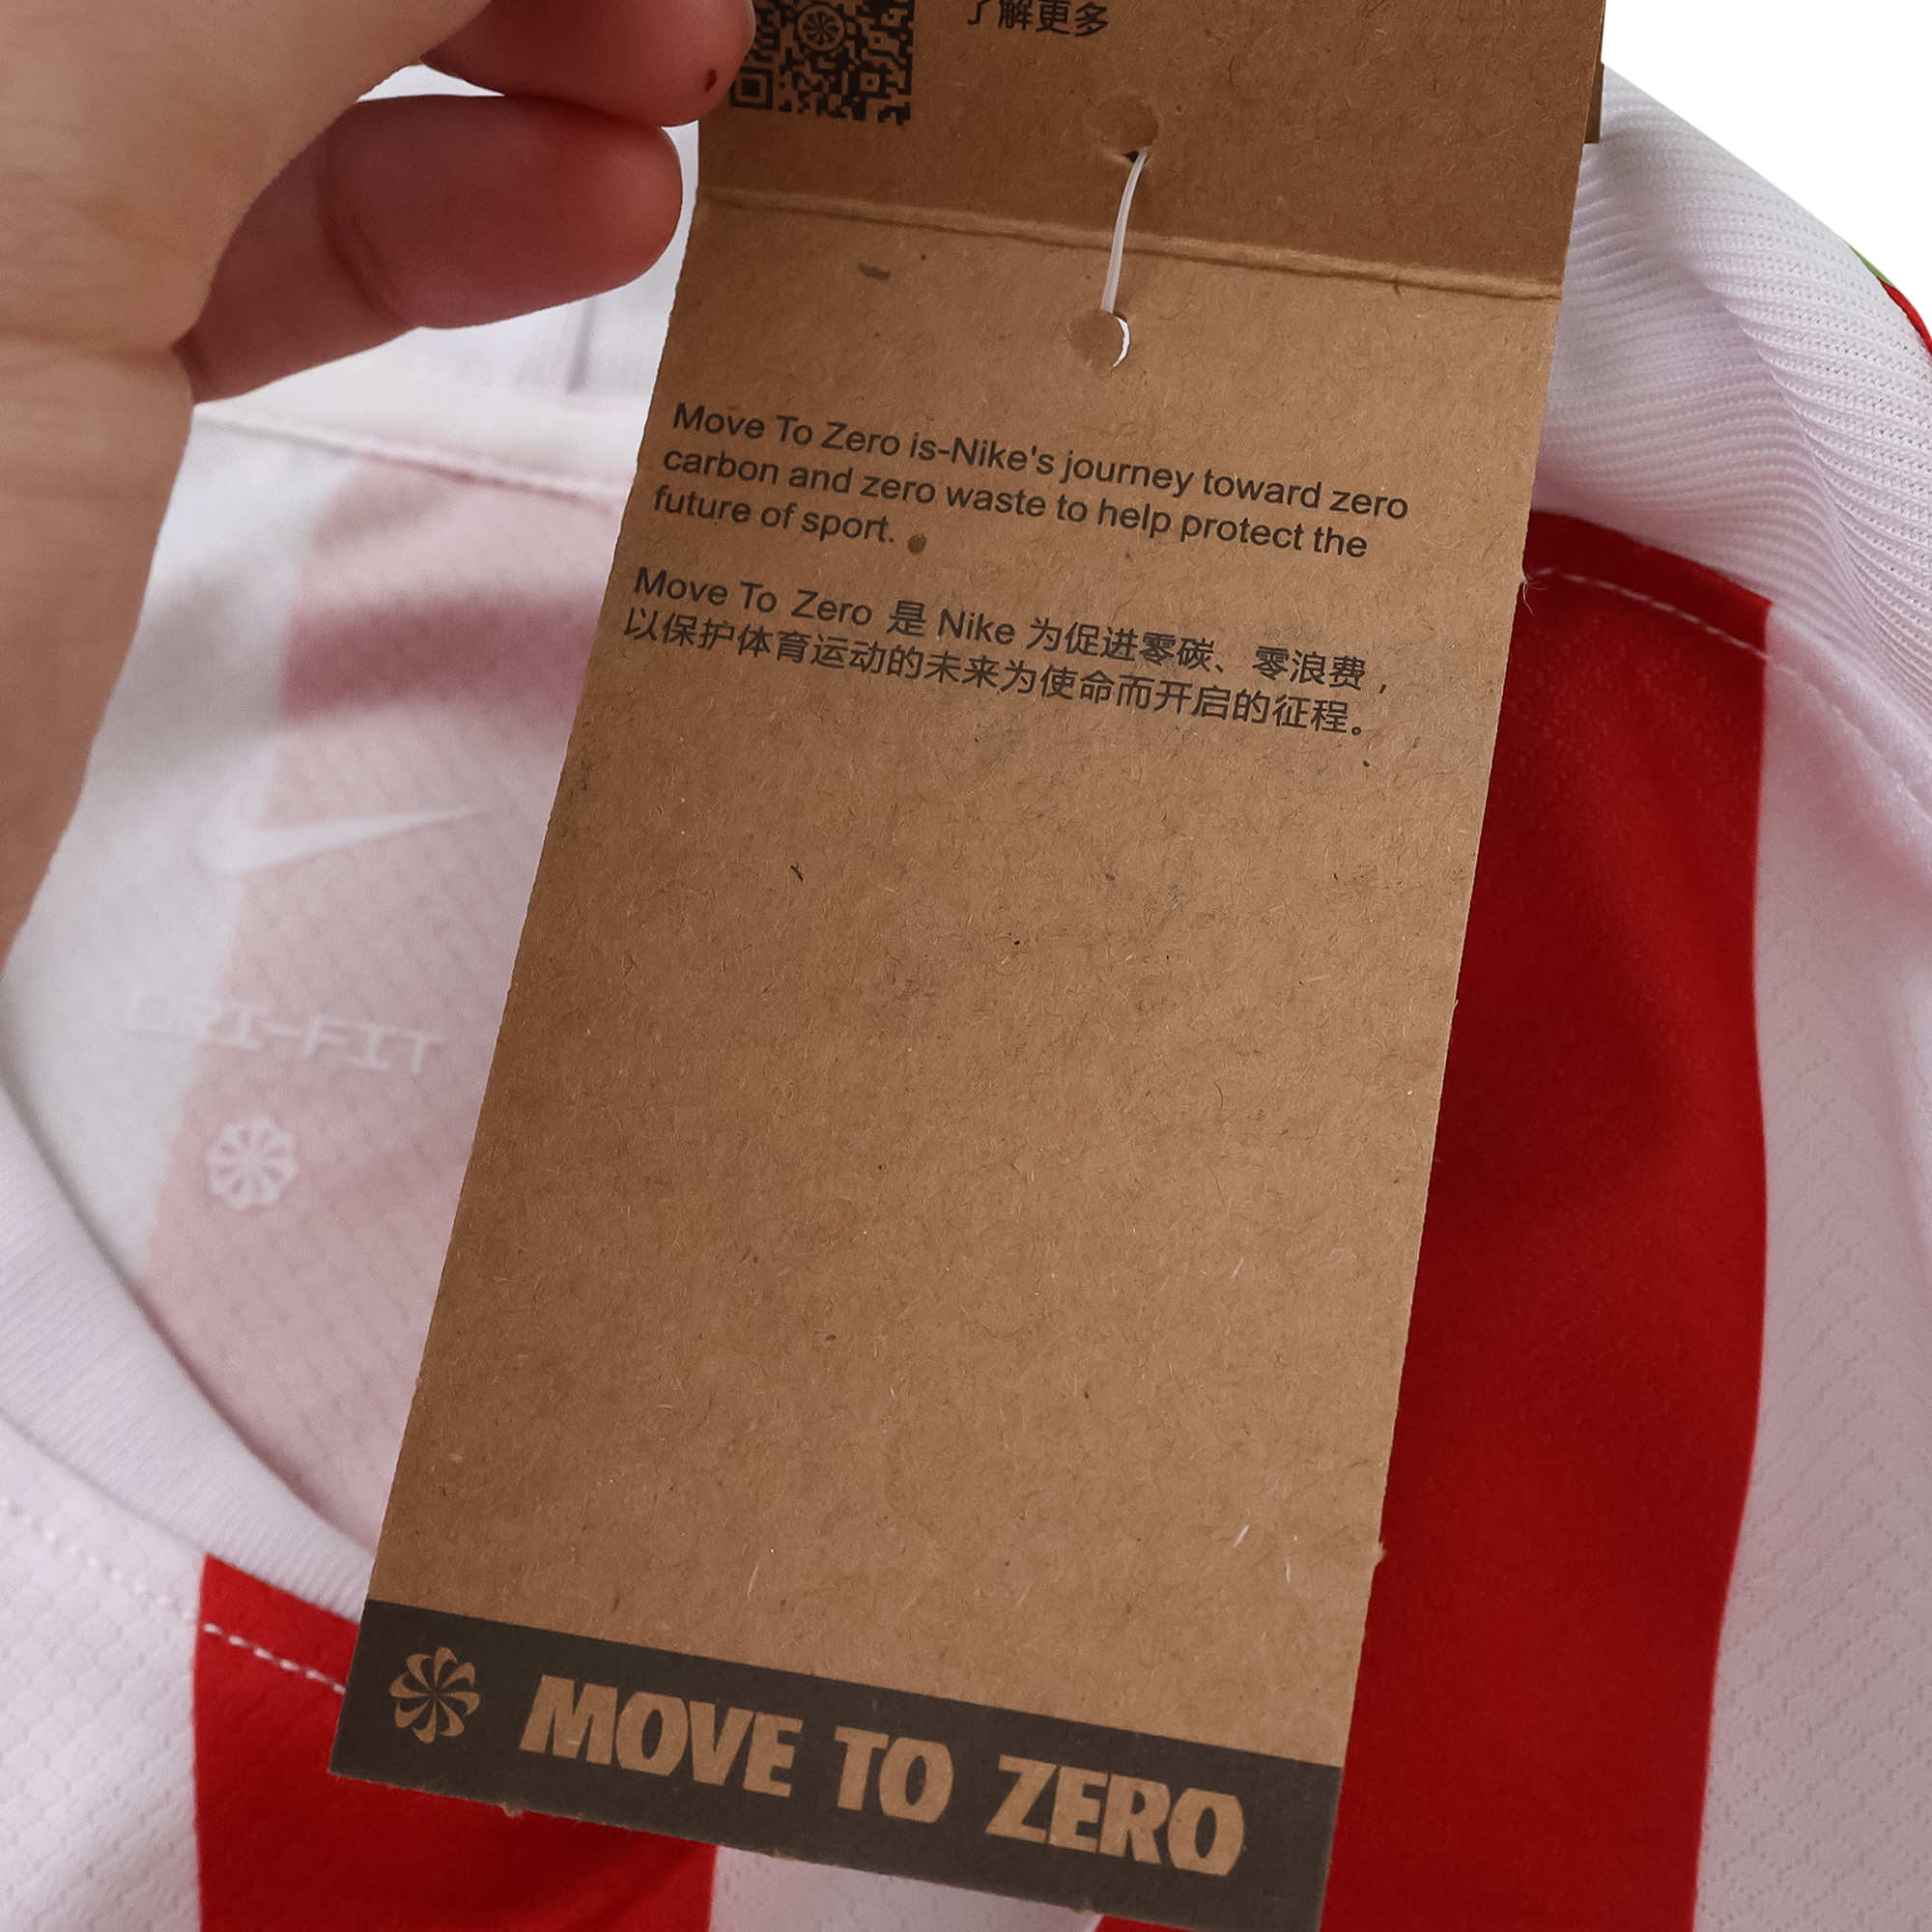 了解更多
Move To Zero is-Nike's journey toward zero
carbon and zero waste to help protect the
future of sport.
Move To Zero 是 Nike 为促进零碳、零浪费，
以保护体育运动的未来为使命而开启的征程。
DRI-FIT
MOVE TO ZERO